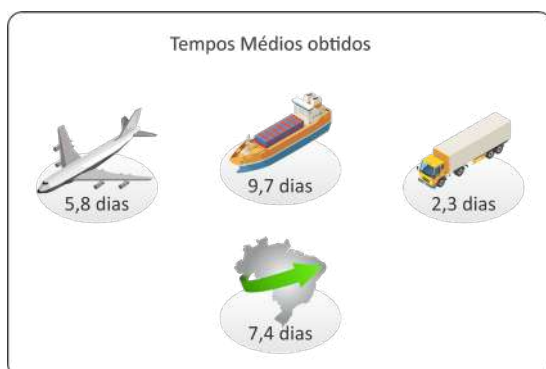 Tempos Médios obtidos
5,8 dias
9,7 dias
2,3 dias
7,4 dias